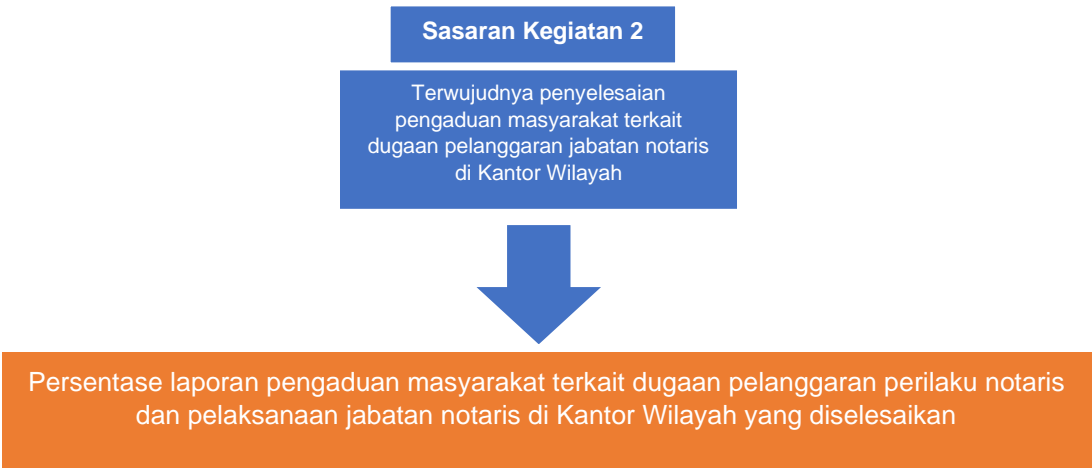 Sasaran Kegiatan 2
Terwujudnya penyelesaian
pengaduan masyarakat terkait
dugaan pelanggaran jabatan notaris
di Kantor Wilayah
Persentase laporan pengaduan masyarakat terkait dugaan pelanggaran perilaku notaris
dan pelaksanaan jabatan notaris di Kantor Wilayah yang diselesaikan